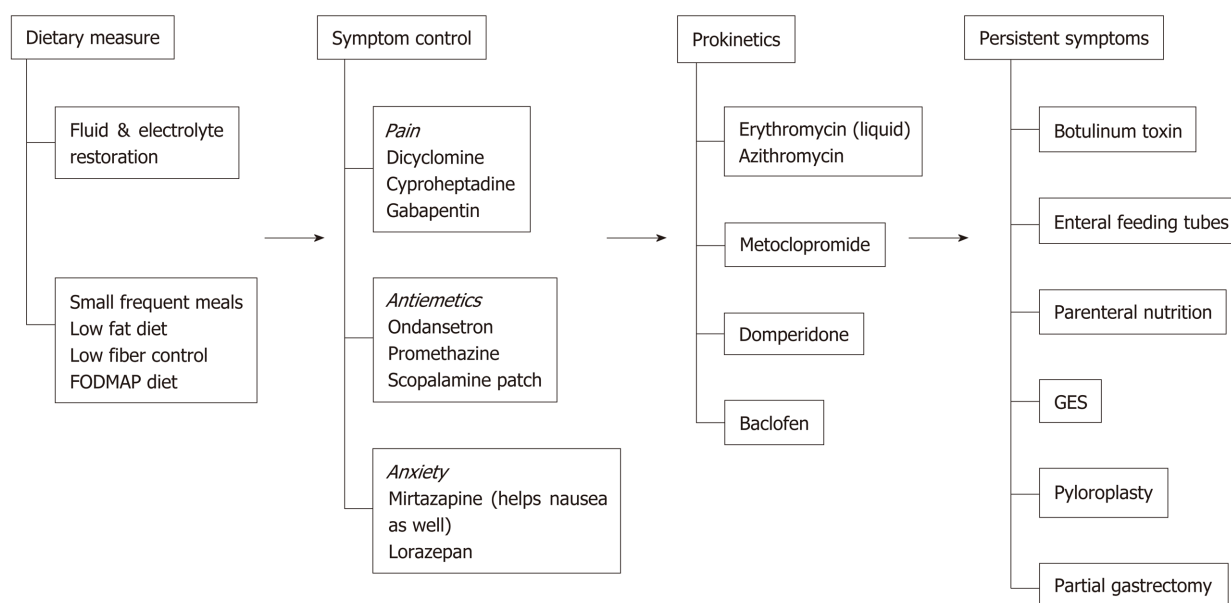 Dietary measure
Fluid & electrolyte
restoration
Small frequent meals
Low fat diet
Low fiber control
FODMAP diet
Symptom control
Pain
Dicyclomine
Cyproheptadine
Gabapentin
Antiemetics
Ondansetron
Promethazine
Scopalamine patch
Anxiety
Mirtazapine (helps nausea
as well)
Lorazepan
Prokinetics
Erythromycin (liquid)
Azithromycin
Metoclopromide
Domperidone
Baclofen
Persistent symptoms
Botulinum toxin
Enteral feeding tubes
Parenteral nutrition
GES
Pyloroplasty
Partial gastrectomy